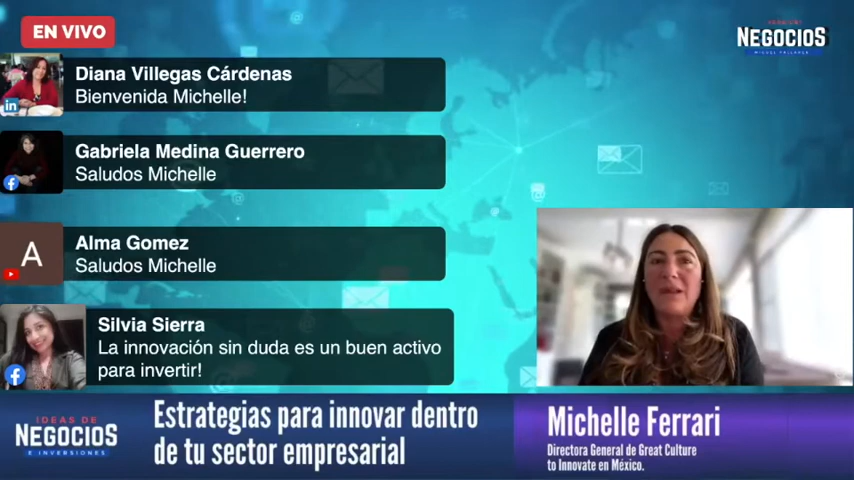 EN VIVO
NEGOCIOS
Diana Villegas Cárdenas
Bienvenida Michelle!
in
Gabriela Medina Guerrero
Saludos Michelle
A
Alma Gomez
Saludos Michelle
Silvia Sierra
La innovación sin duda es un buen activo
para invertir!
IDEAS DE
NEGOCIOS
E INVERSIONES
Estrategias para innovar dentro
de tu sector empresarial
Michelle Ferrari
Directora General de Great Culture
to Innovate en México.